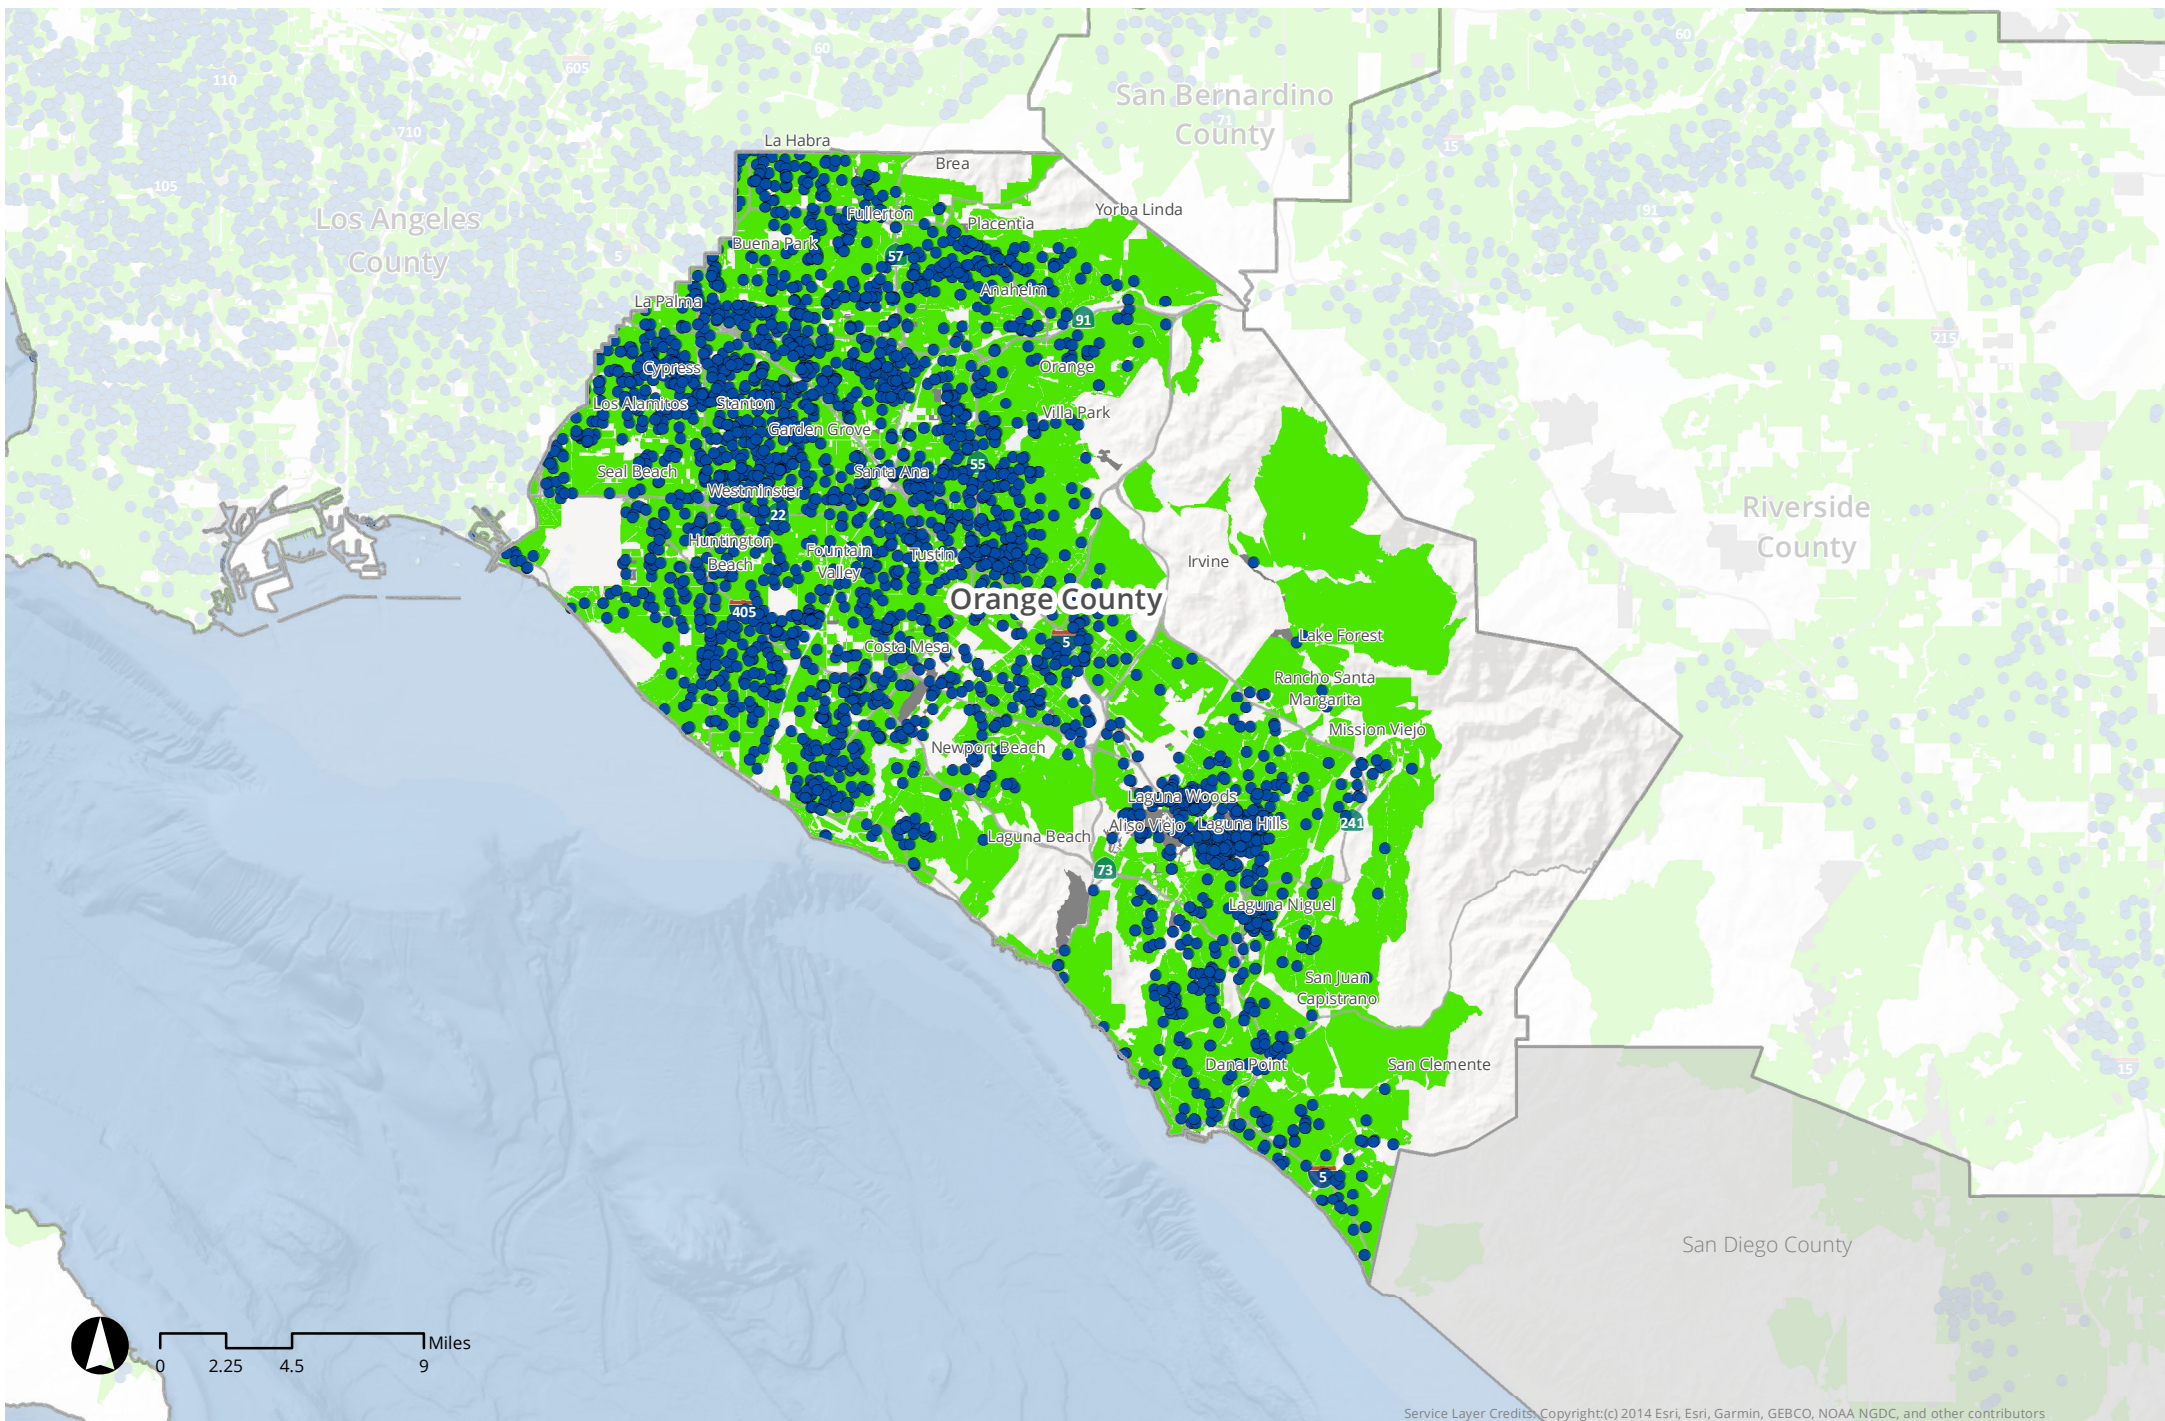 60
60
605
110
San Bernardino
County
71
710
La Habra
15
Brea
105
Yorba Linda
91
Los Angeles
County
Fullerton
Placentia
Buena Park
5
57
Anaheim
La Palma
91
215
Cypress
Orange
Los Alamitos
Stanton
Villa Park
Garden Grove
Seal Beach
Santa Ana
55
Westminster
22
Riverside
County
Huntington
Beach
Fountain
Valley
Tustin
Irvine
Orange County
405
5
Lake Forest
Costa Mesa
Rancho Santa
Margarita
Mission Viejo
Newport Beach
Laguna Woods
Aliso Viejo
Laguna Hills
241
Laguna Beach
73
Laguna Niguel
San Juan
Capistrano
Dana Point
San Clemente
15
5
San Diego County
Miles
0 2.25 4.5 9
Service Layer Credits: Copyright:(c) 2014 Esri, Esri, Garmin, GEBCO, NOAA NGDC, and other contributors